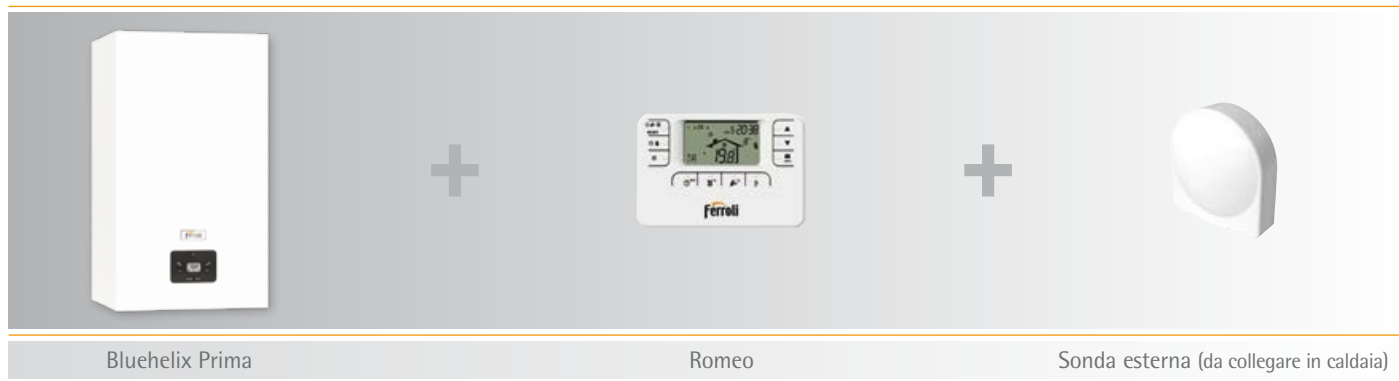 Ferroli
Bluehelix Prima
Romeo
Sonda esterna (da collegare in caldaia)